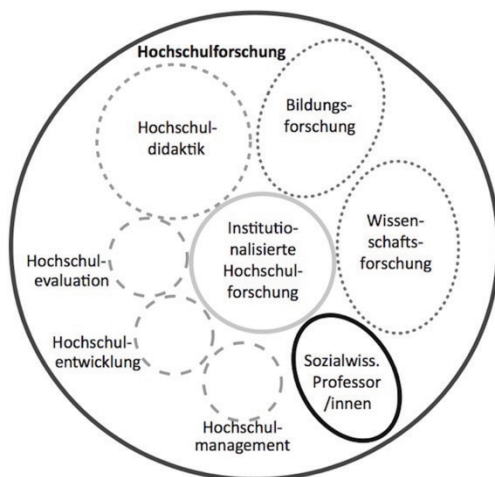 Hochschulforschung
Bildungs-
forschung
Hochschul-
didaktik
Institutio-
nalisierte
Hochschul-
forschung
Wissen-
schafts-
forschung
Hochschul-
evaluation
Hochschul-
entwicklung
Sozialwiss.
Professor
/innen
Hochschul-
management